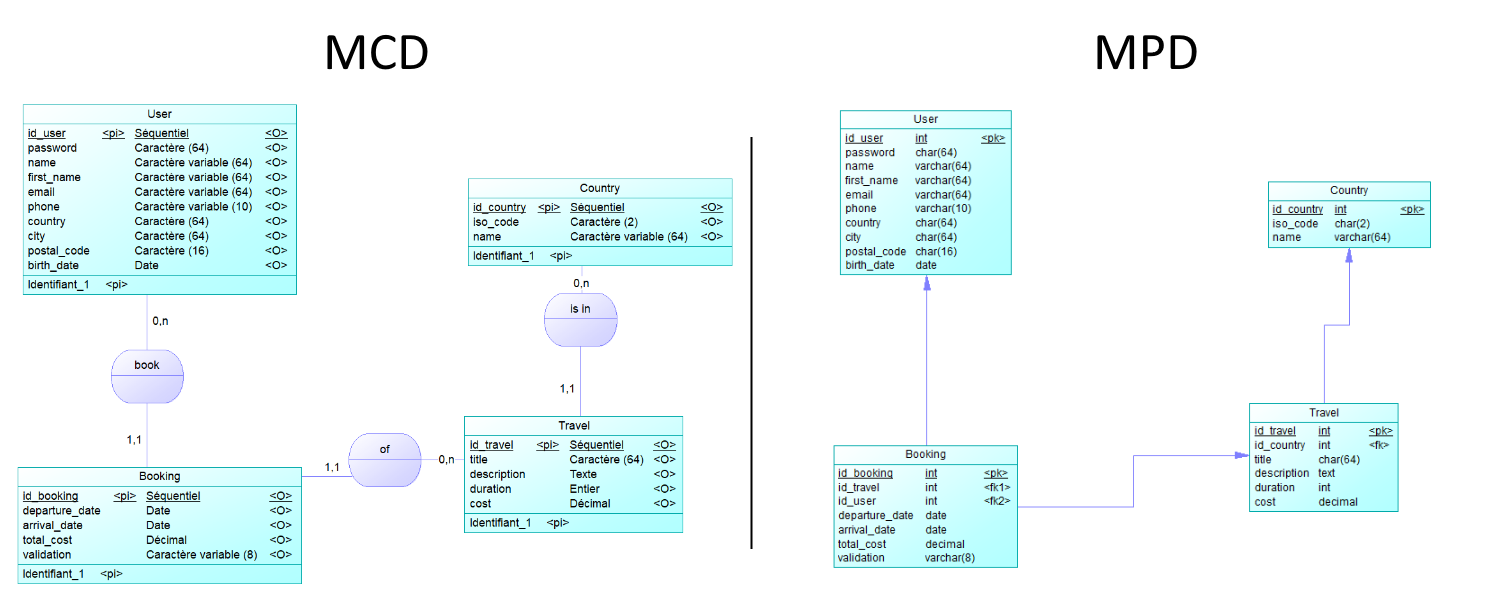 MCD
User
id_user <pi> Séquentiel <O>
password Caractère (64) <O>
name Caractère variable (64) <O>
first_name Caractère variable (64) <O>
email Caractère variable (64) <O>
phone Caractère variable (10) <O>
country Caractère (64) <O>
city Caractère (64) <O>
postal_code Caractère (16) <O>
birth_date Date <O>
Identifiant_1 <pi>
0,n
book
1,1
Booking
id_booking <pi> Séquentiel <O>
departure_date Date <O>
arrival_date Date <O>
total_cost Décimal <O>
validation Caractère variable (8) <O>
Identifiant_1 <pi>
1,1
of
0,n
Country
id_country <pi> Séquentiel <O>
iso_code Caractère (2) <O>
name Caractère variable (64) <O>
Identifiant_1 <pi>
0,n
is in
1,1
Travel
id_travel <pi> Séquentiel <O>
title Caractère (64) <O>
description Texte <O>
duration Entier <O>
cost Décimal <O>
Identifiant_1 <pi>
MPD
User
id_user int <pk>
password char(64)
name varchar(64)
first_name varchar(64)
email varchar(64)
phone varchar(10)
country char(64)
city char(64)
postal_code char(16)
birth_date date
Booking
id_booking int <pk>
id_travel int <fk1>
id_user int <fk2>
departure_date date
arrival_date date
total_cost decimal
validation varchar(8)
Country
id_country int <pk>
iso_code char(2)
name varchar(64)
Travel
id_travel int <pk>
id_country int <fk>
title char(64)
description text
duration int
cost decimal